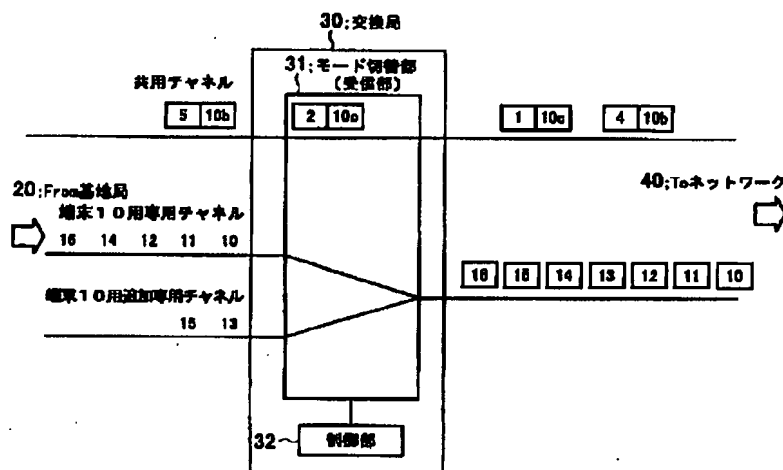 30;交換局
31;モード切替部
(受信部)
共用チャネル
5 10b
2 10a
1 10c
4 10b
20;From基地局
40;Toネットワーク
端末10用専用チャネル
16 14 12 11 10
16 15 14 13 12 11 10
端末10用追加専用チャネル
15 13
32
制御部